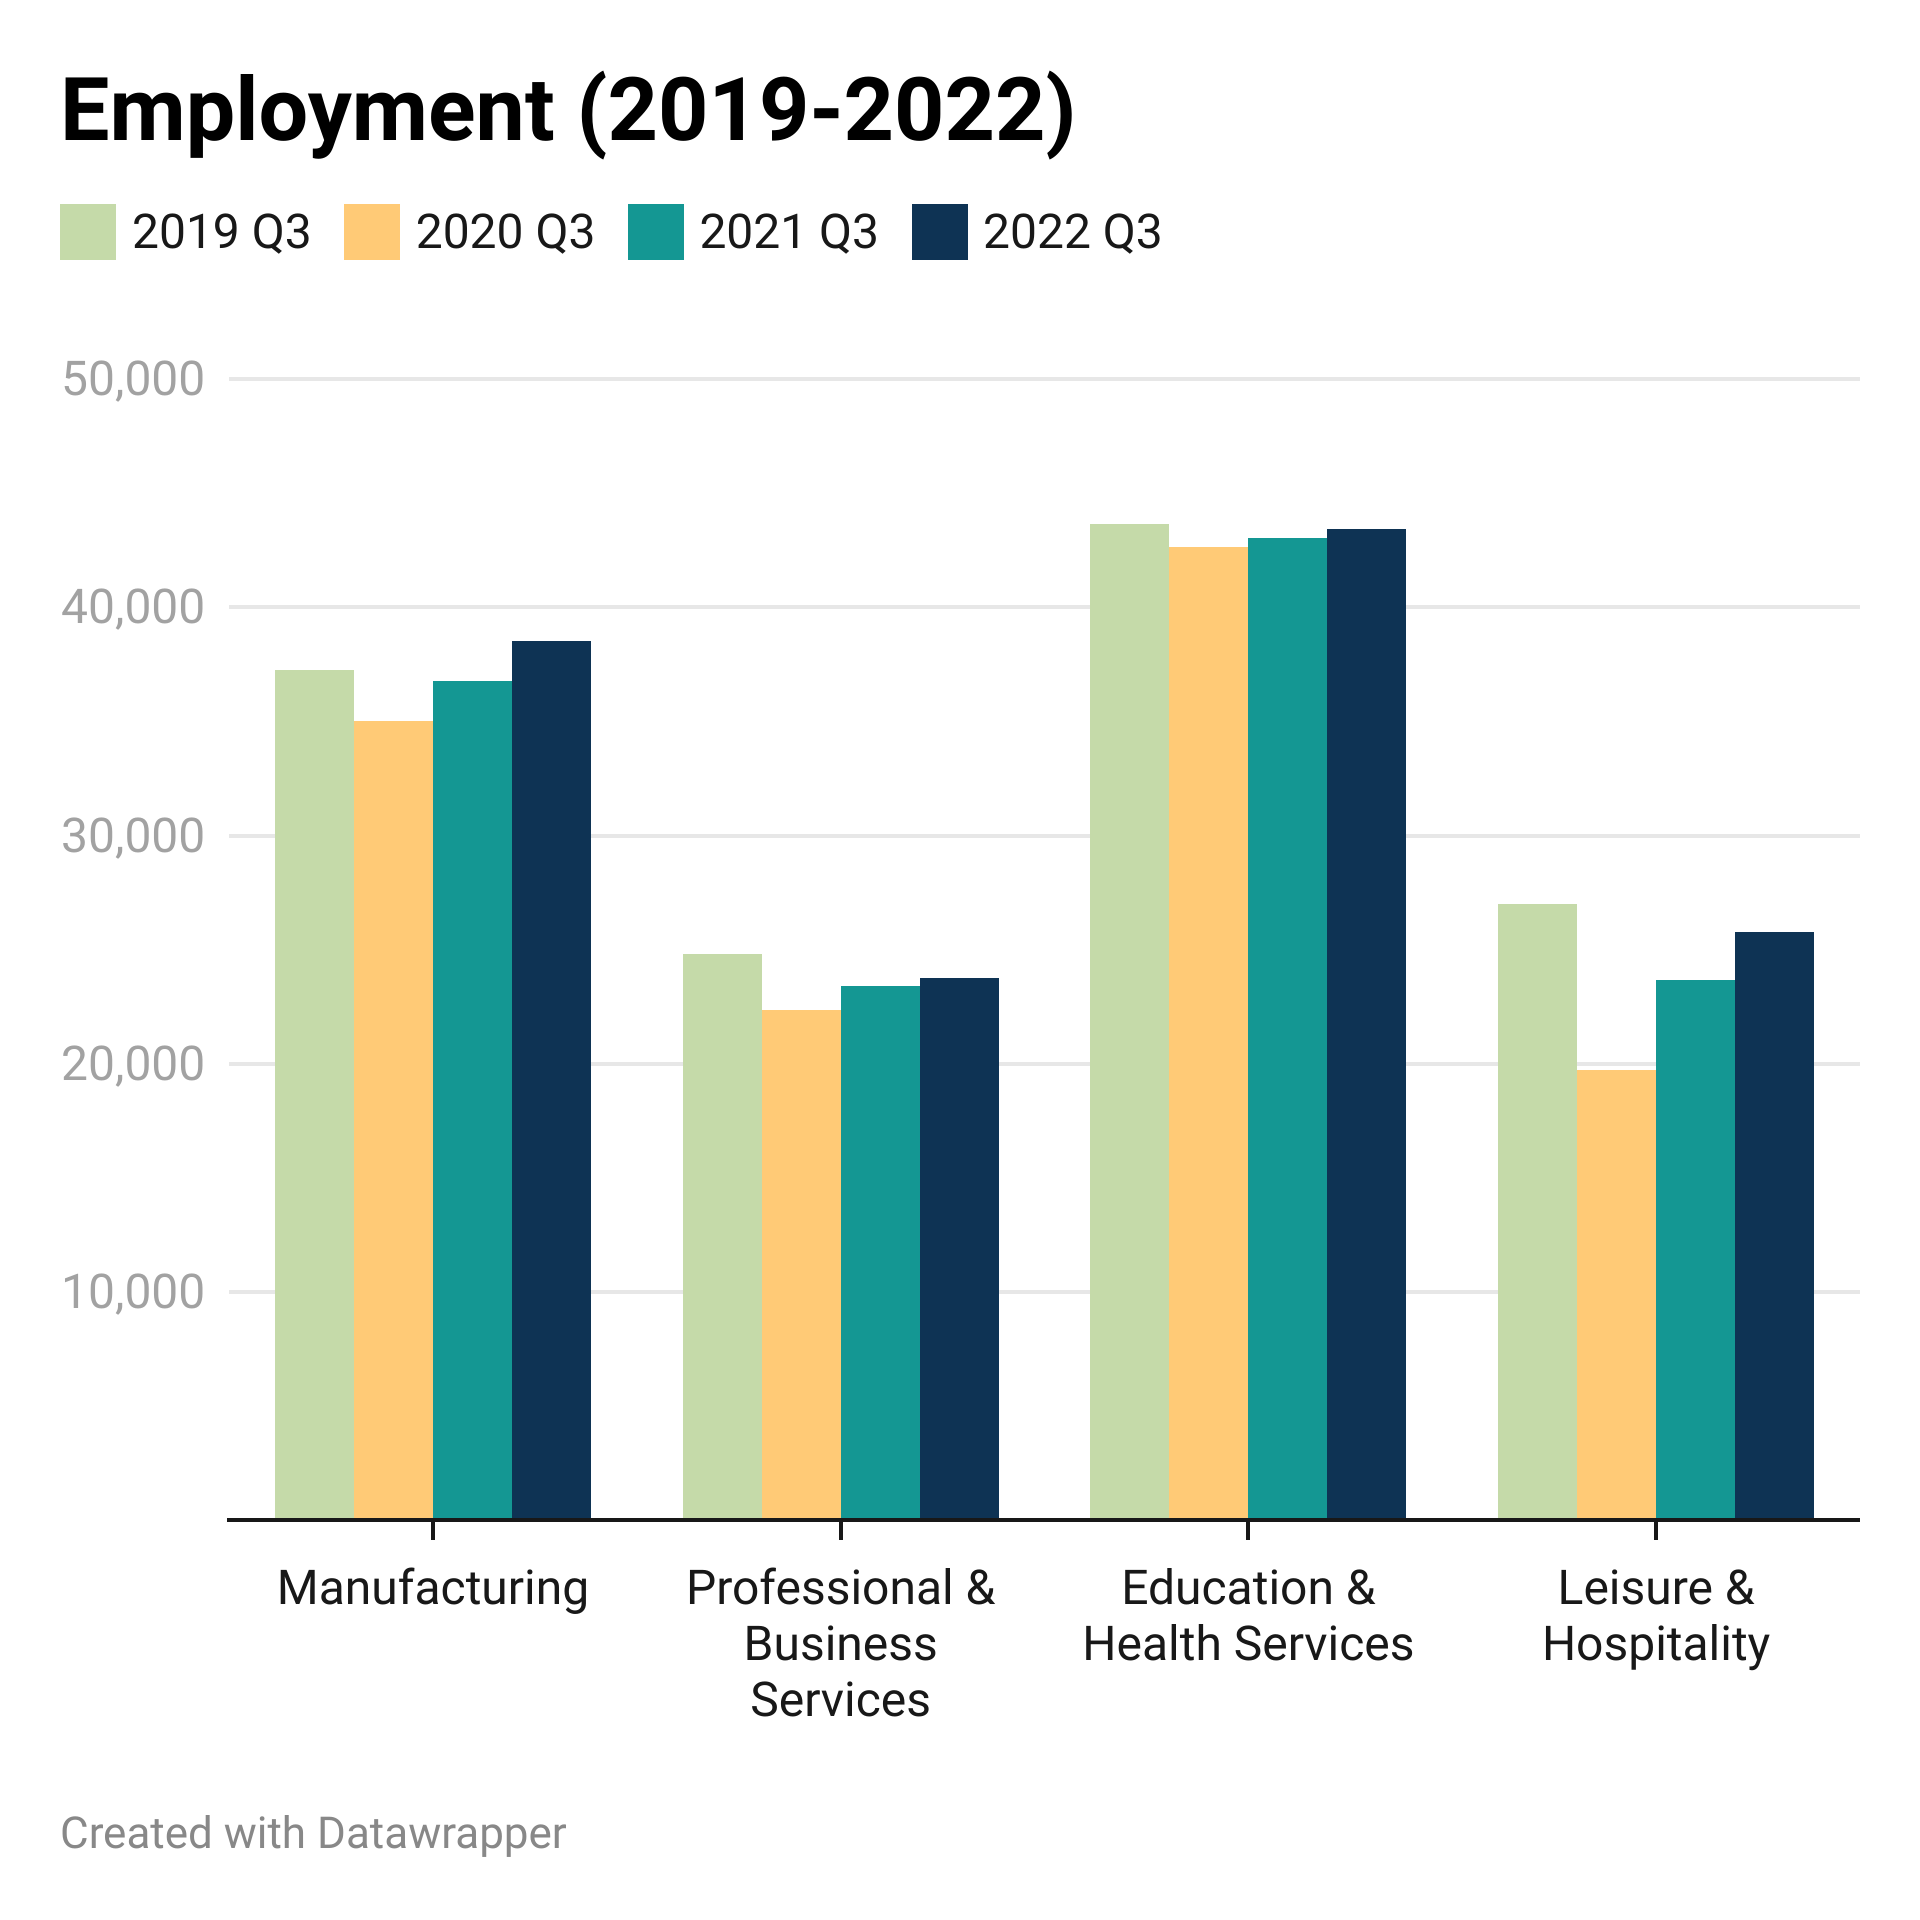 Employment (2019-2022)
2019 Q3 2020 Q3 2021 Q3 2022 Q3
50,000
40,000
30,000
20,000
10,000
Manufacturing
Professional &
Business
Services
Education &
Health Services
Leisure &
Hospitality
Created with Datawrapper